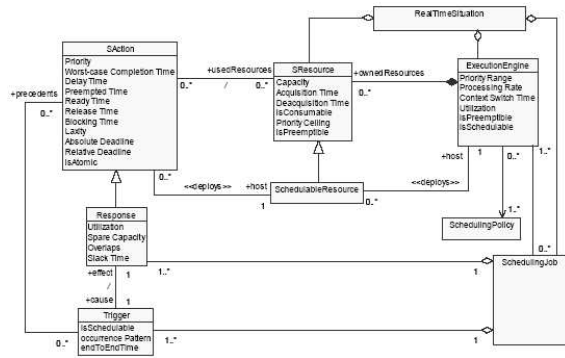 RealTimeSituation
SAction
Priority
Worst-case Completion Time
Delay Time
Preempted Time
Ready Time
Release Time
Blocking Time
Laxity
Absolute Deadline
Relative Deadline
isAtomic
+usedResources
0..*
/
0..*
SResource
Capacity
Acquisition Time
Deacquisition Time
isConsumable
Priority Ceiling
isPreemptible
+ownedResources
0..*
ExecutionEngine
Priority Range
Processing Rate
Context Switch Time
Utilization
isPreemptible
isSchedulable
+precedents
0..*
0..*
<<deploys>>
+host
1
SchedulableResource
0..*
<<deploys>>
+host
1
0..*
1..*
1..*
SchedulingPolicy
Response
Utilization
Spare Capacity
Overlaps
Slack Time
+effect
1
1..*
1
0..*
SchedulingJob
/
+cause
1
Trigger
isSchedulable
occurrence Pattern
endToEndTime
0..*
1..*
1